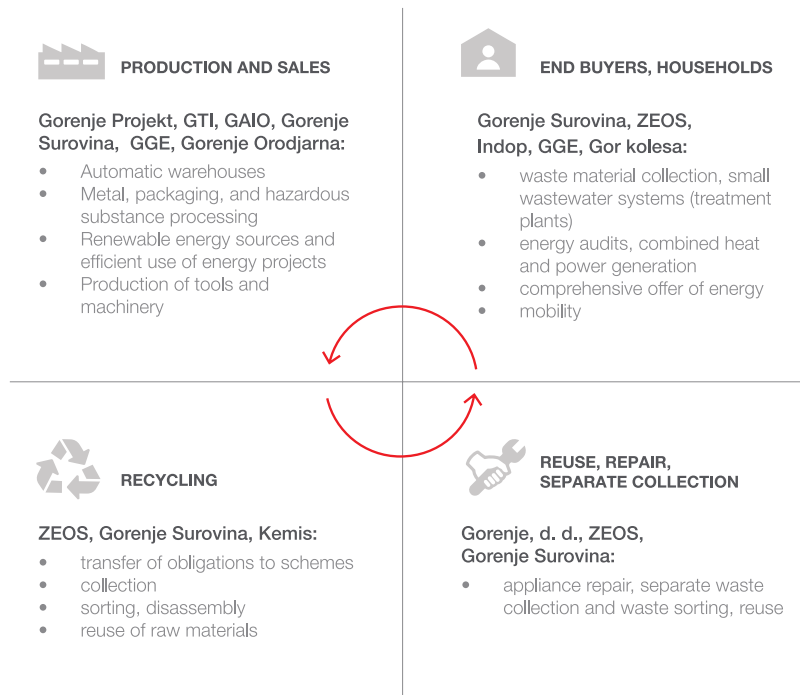 PRODUCTION AND SALES
Gorenje Projekt, GTI, GAIO, Gorenje
Surovina, GGE, Gorenje Orodjarna:
• Automatic warehouses
• Metal, packaging, and hazardous
substance processing
• Renewable energy sources and
efficient use of energy projects
• Production of tools and
machinery
END BUYERS, HOUSEHOLDS
Gorenje Surovina, ZEOS,
Indop, GGE, Gor kolesa:
• waste material collection, small
wastewater systems (treatment
plants)
• energy audits, combined heat
and power generation
• comprehensive offer of energy
• mobility
RECYCLING
ZEOS, Gorenje Surovina, Kemis:
• transfer of obligations to schemes
• collection
• sorting, disassembly
• reuse of raw materials
REUSE, REPAIR,
SEPARATE COLLECTION
Gorenje, d. d., ZEOS,
Gorenje Surovina:
• appliance repair, separate waste
collection and waste sorting, reuse